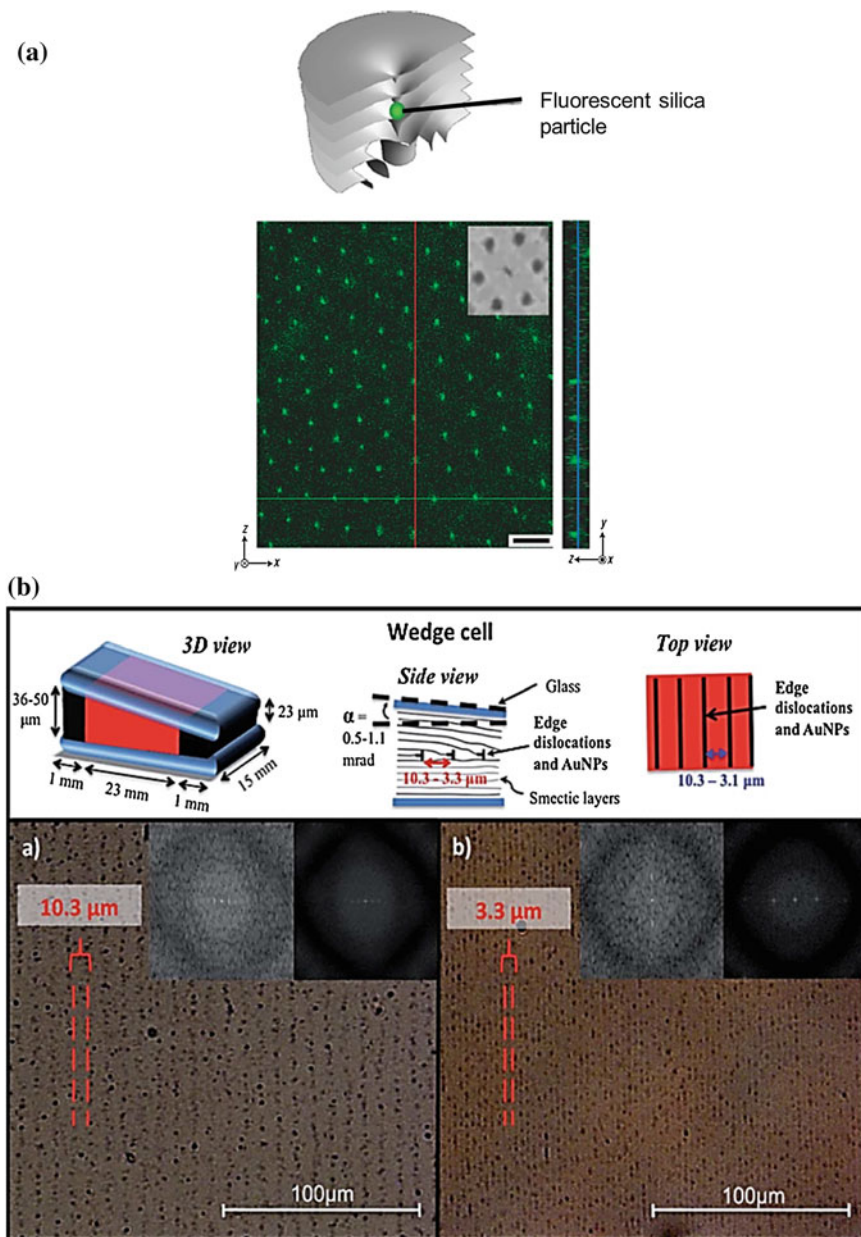 (a)
Fluorescent silica
particle
z
y
x
y
z
x
(b)
3D view
Wedge cell
Side view
Top view
36-50
μm
23 μm
1 mm
23 mm
1 mm
15 mm
α =
0.5-1.1
mrad
Glass
Edge
dislocations
and AuNPs
10.3 – 3.3 μm
Smectic layers
Edge
dislocations
and AuNPs
10.3 – 3.1 μm
a)
10.3 μm
100μm
b)
3.3 μm
100μm